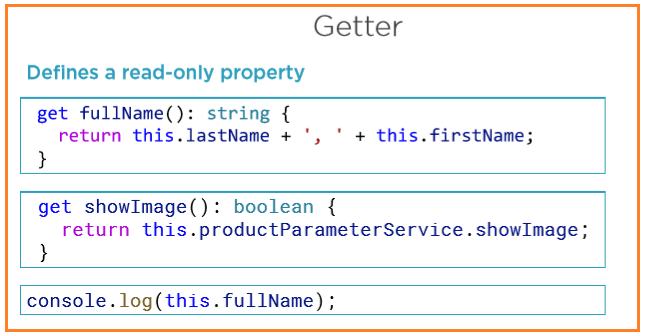 Getter
Defines a read-only property
get fullName(): string {
return this.lastName + ', ' + this.firstName;
}
get showImage(): boolean {
return this.productParameterService.showImage;
}
console.log(this.fullName);